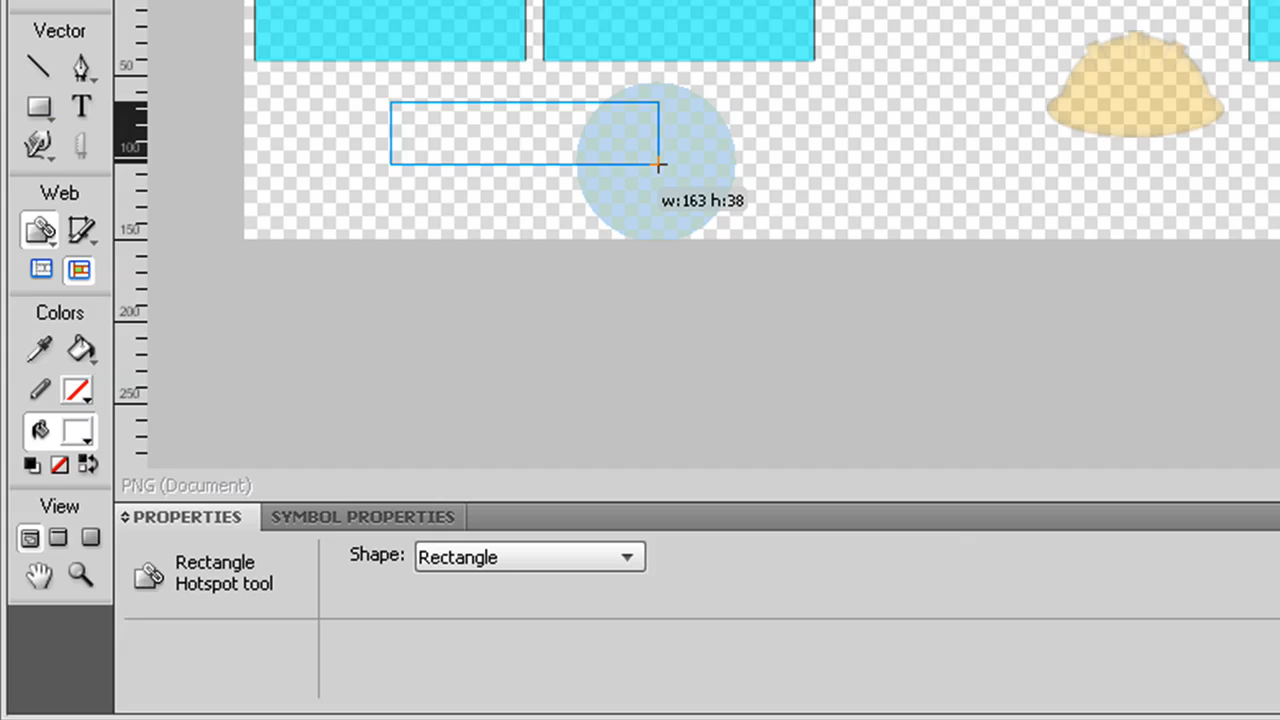 Vector
50
T
100
Web
w:163 h:38
150
Colors
200
250
PNG (Document)
View
PROPERTIES
SYMBOL PROPERTIES
Rectangle
Hotspot tool
Shape:
Rectangle